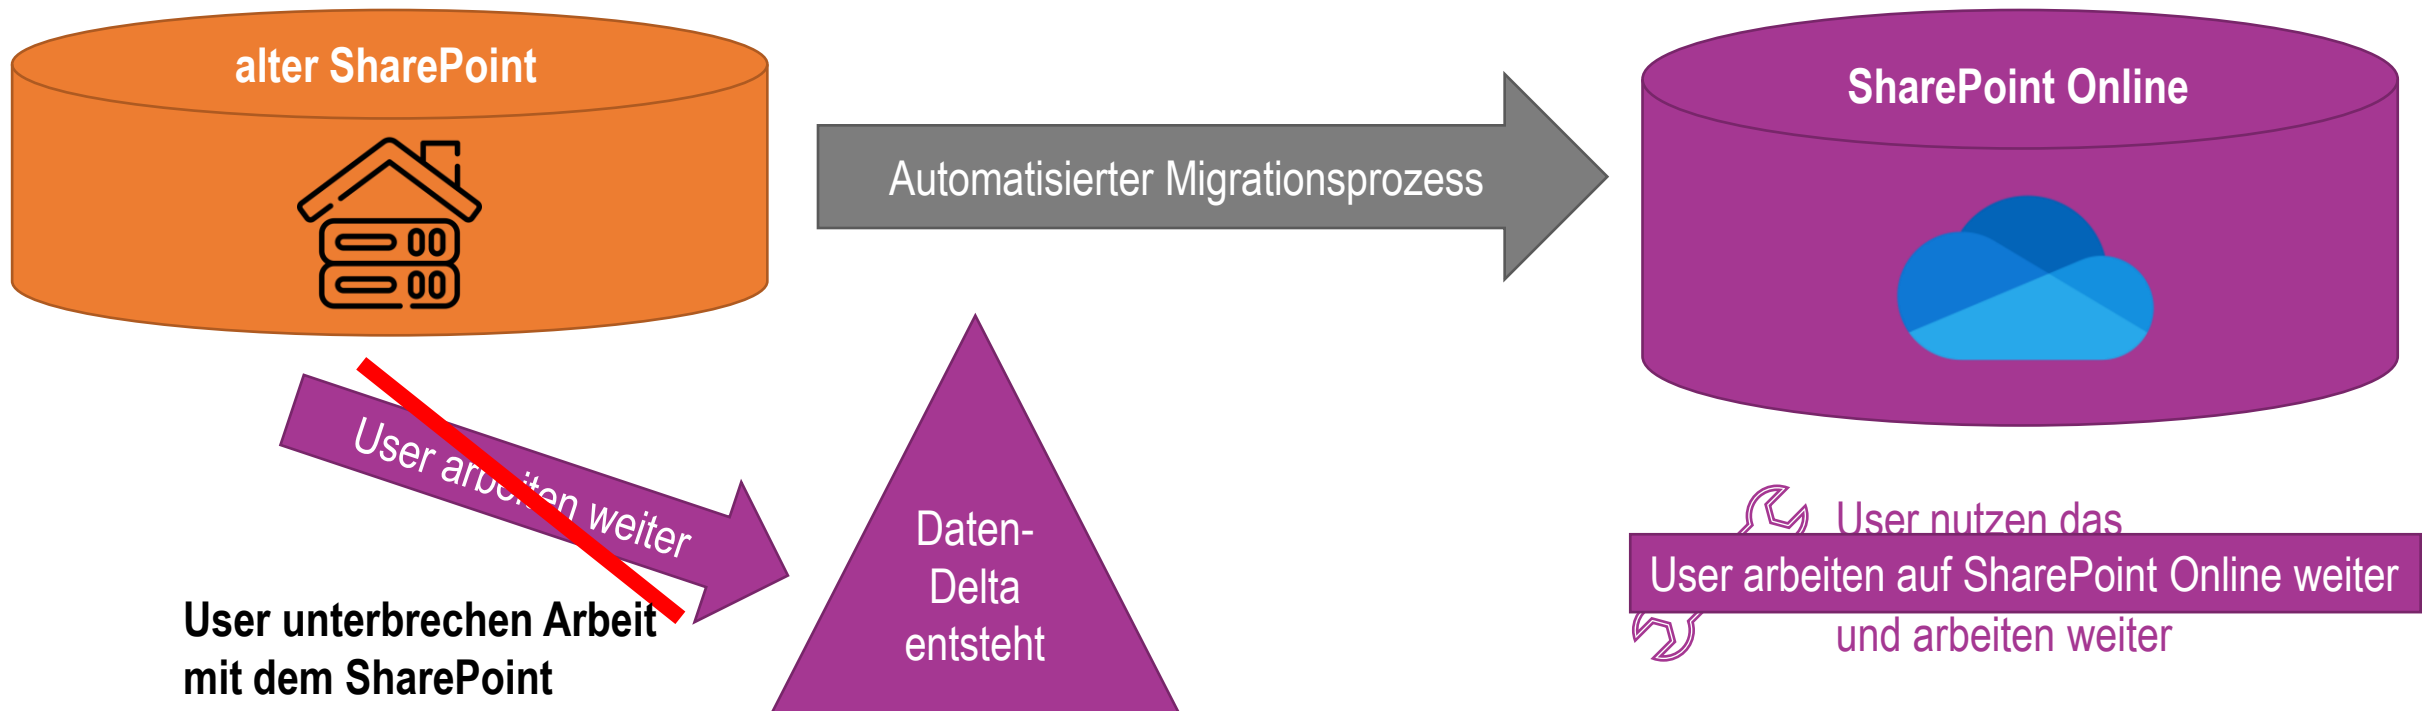 alter SharePoint
SharePoint Online
Automatisierter Migrationsprozess
User arbeiten weiter
User unterbrechen Arbeit
mit dem SharePoint
Daten-
Delta
entsteht
User nutzen das
User arbeiten auf SharePoint Online weiter
und arbeiten weiter